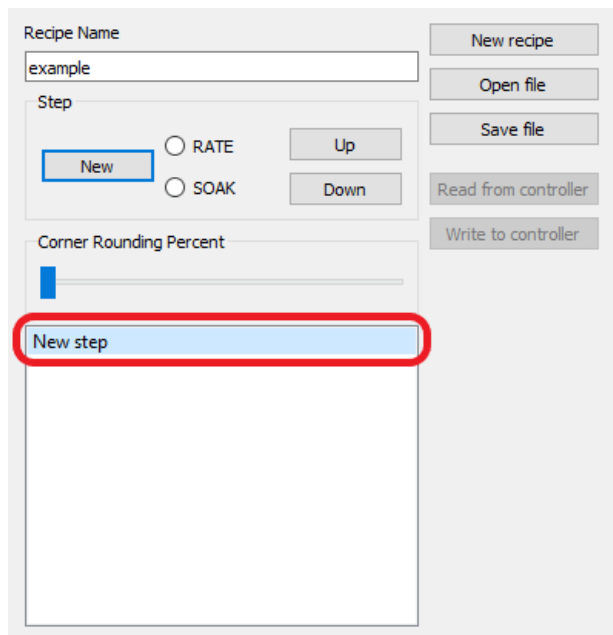 Recipe Name
New recipe
example
Open file
Step
Save file
RATE
Up
New
SOAK
Down
Read from controller
Write to controller
Corner Rounding Percent
New step